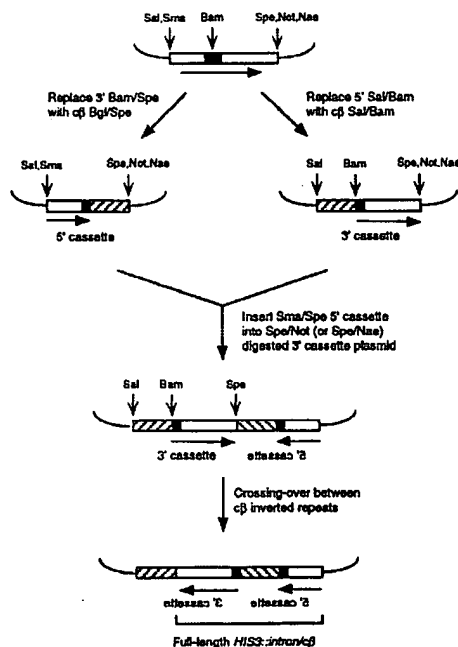 Sal,Sma Bam Spe,Not,Nae
Replace 3' Bam/Spe
with cβ Bgl/Spe
Replace 5' Sal/Bam
with cβ Sal/Bam
Sal,Sma Spe,Not,Nae
Sal Bam Spe,Not,Nae
5' cassette
3' cassette
Insert Sma/Spe 5' cassette
into Spe/Not (or Spe/Nae)
digested 3' cassette plasmid
Sal Bam Spe
3' cassette 5' cassette
Crossing-over between
cβ inverted repeats
3' cassette 5' cassette
Full-length HIS3::intron/cβ